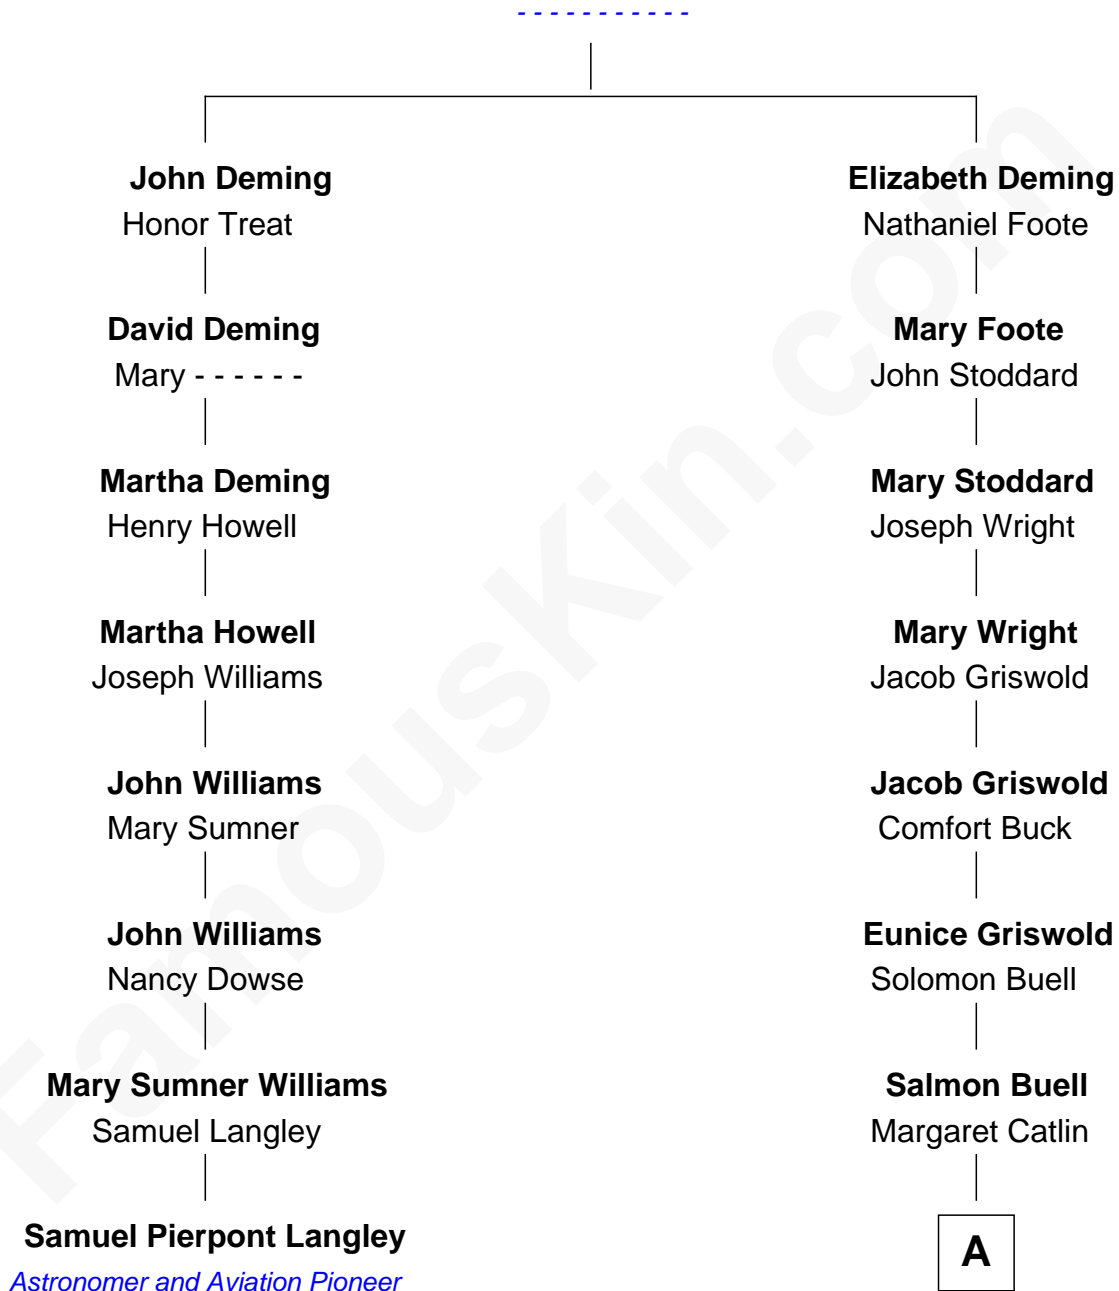 - - - - - - - - - - -
John Deming
Honor Treat
David Deming
Mary - - - - - -
Martha Deming
Henry Howell
Martha Howell
Joseph Williams
John Williams
Mary Sumner
John Williams
Nancy Dowse
Mary Sumner Williams
Samuel Langley
Samuel Pierpont Langley
Astronomer and Aviation Pioneer
Elizabeth Deming
Nathaniel Foote
Mary Foote
John Stoddard
Mary Stoddard
Joseph Wright
Mary Wright
Jacob Griswold
Jacob Griswold
Comfort Buck
Eunice Griswold
Solomon Buell
Salmon Buell
Margaret Catlin
A
FamousKin.com